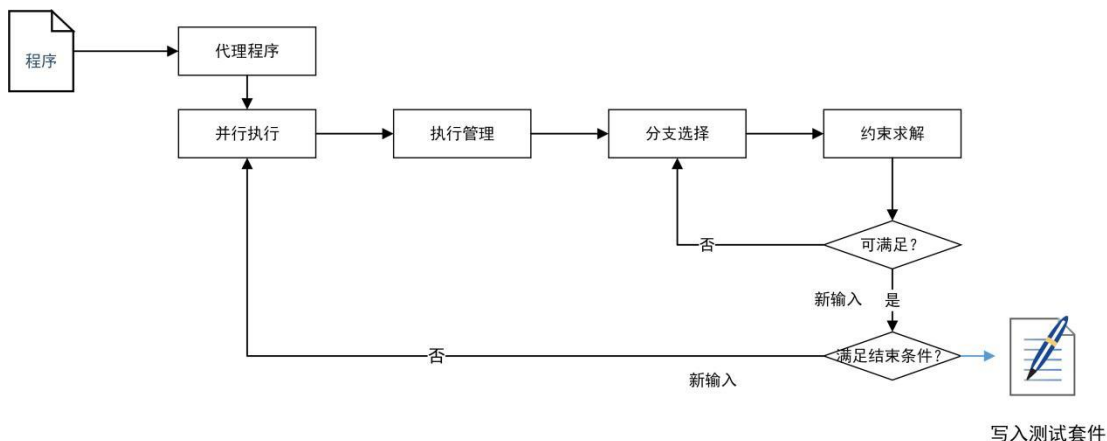 程序
代理程序
并行执行
执行管理
分支选择
约束求解
否
可满足?
新输入
是
否
满足结束条件?
新输入
写入测试套件